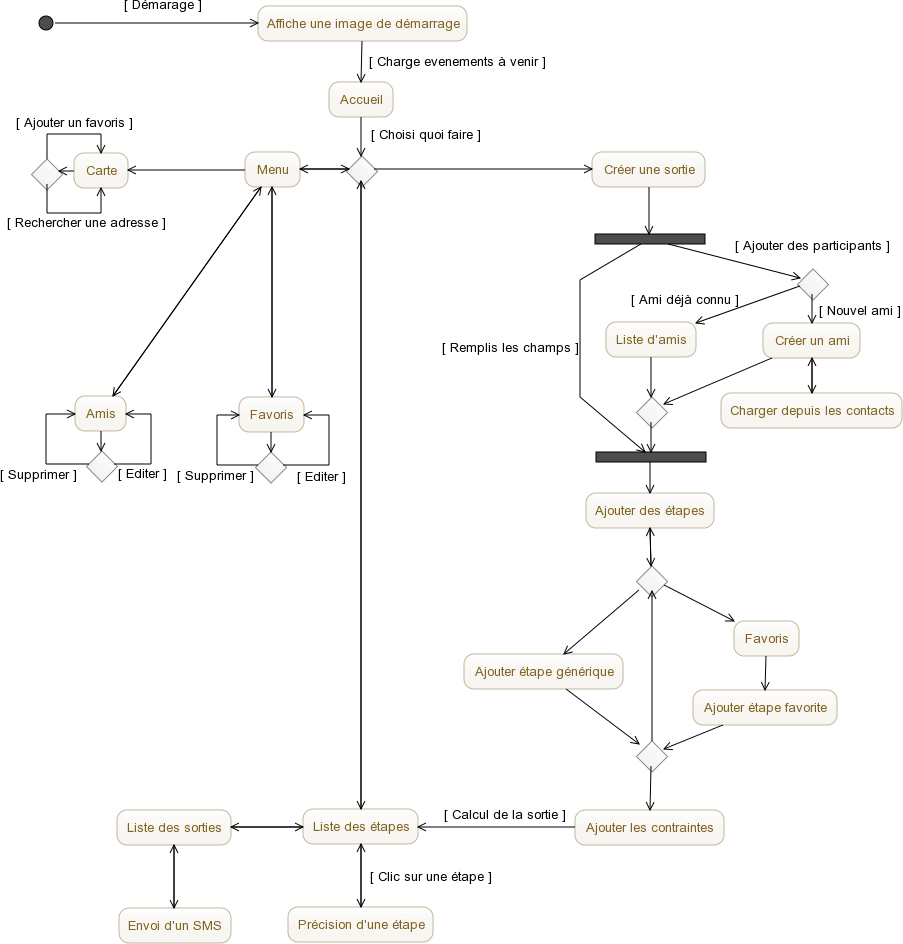 [ Démarage ]
Affiche une image de démarrage
[ Charge evenements à venir ]
Accueil
[ Choisi quoi faire ]
[ Ajouter un favoris ]
Carte
Menu
Créer une sortie
[ Rechercher une adresse ]
[ Ajouter des participants ]
[ Ami déjà connu ]
[ Nouvel ami ]
[ Remplis les champs ]
Liste d'amis
Créer un ami
Charger depuis les contacts
Amis
Favoris
[ Supprimer ]
[ Editer ]
[ Supprimer ]
[ Editer ]
Ajouter des étapes
Favoris
Ajouter étape générique
Ajouter étape favorite
[ Calcul de la sortie ]
Liste des sorties
Liste des étapes
Ajouter les contraintes
[ Clic sur une étape ]
Envoi d'un SMS
Précision d'une étape